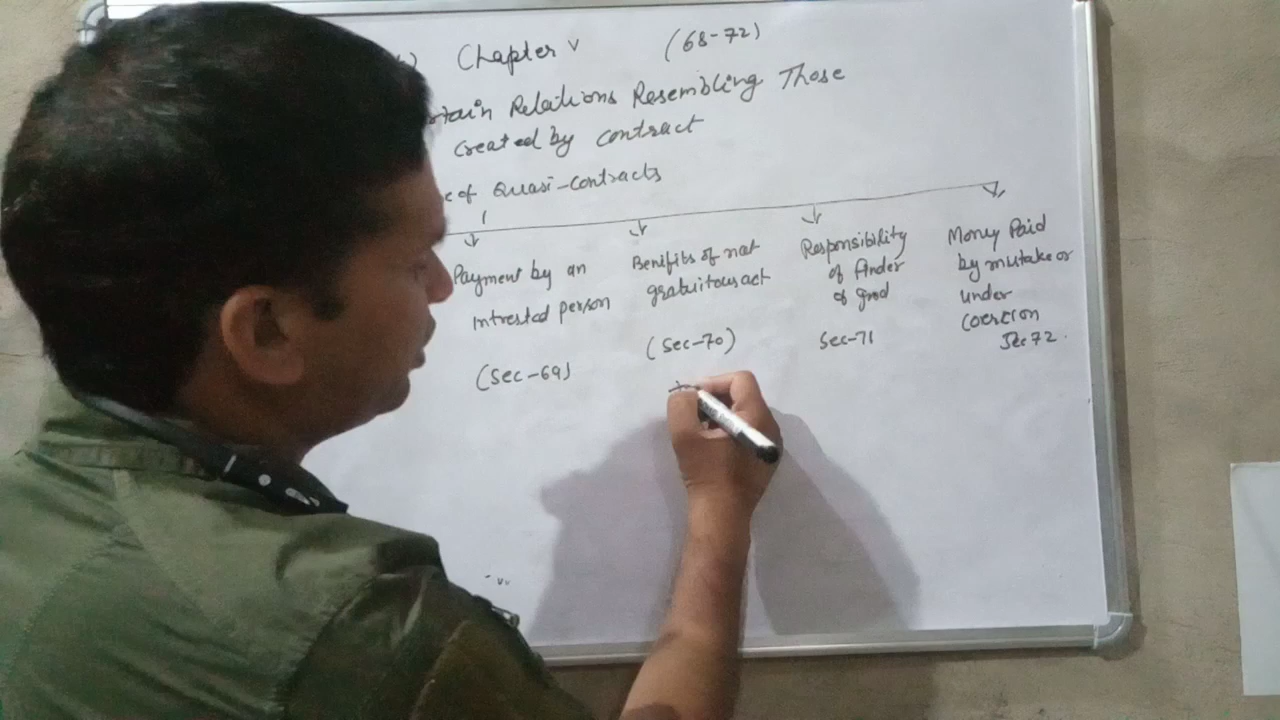 Chapter V (68-72)
Relations Resembling Those
created by contract
of Quasi-contracts
Payment by an
intrested person
(Sec-69)
Benifits of not
gratuitous act
(Sec-70)
Responsibility
of finder
of good
Sec-71
Money Paid
by mistake or
under
coercion
Sec 72.